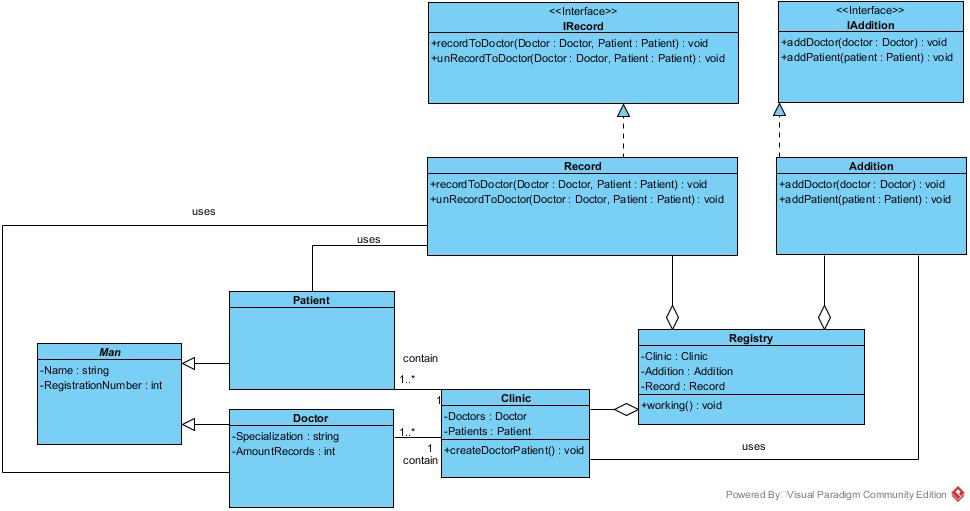 <<Interface>>
IRecord
+recordToDoctor(Doctor : Doctor, Patient : Patient) : void
+unRecordToDoctor(Doctor : Doctor, Patient : Patient) : void
<<Interface>>
IAddition
+addDoctor(doctor : Doctor) : void
+addPatient(patient : Patient) : void
Record
+recordToDoctor(Doctor : Doctor, Patient : Patient) : void
+unRecordToDoctor(Doctor : Doctor, Patient : Patient) : void
Addition
+addDoctor(doctor : Doctor) : void
+addPatient(patient : Patient) : void
uses
uses
Patient
Man
-Name : string
-RegistrationNumber : int
Registry
-Clinic : Clinic
-Addition : Addition
-Record : Record
+working() : void
contain
1..*
1
Clinic
-Doctors : Doctor
-Patients : Patient
+createDoctorPatient() : void
Doctor
-Specialization : string
-AmountRecords : int
1..*
1
contain
uses
Powered By Visual Paradigm Community Edition